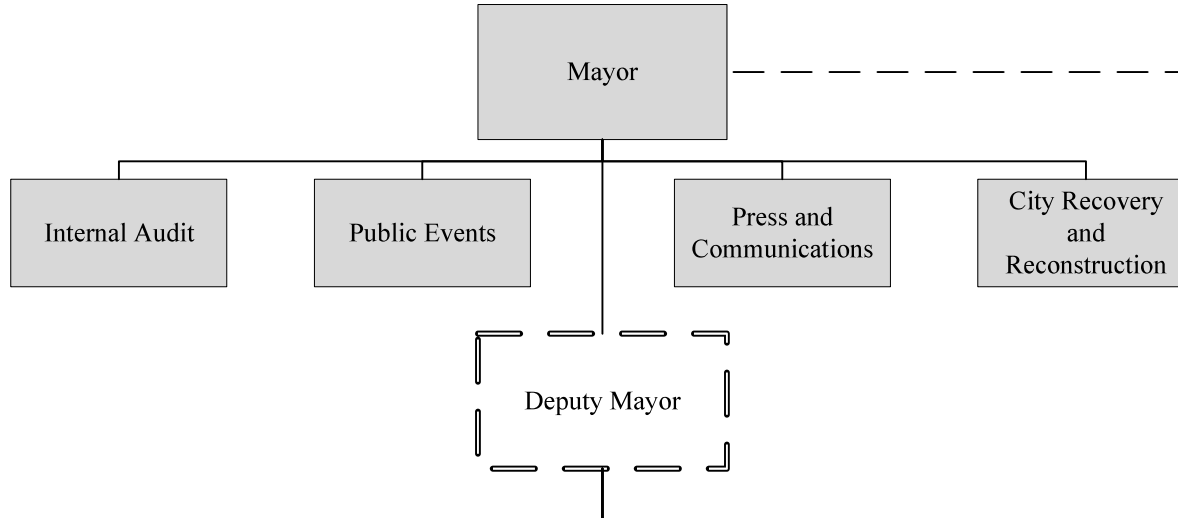 Mayor
Internal Audit
Public Events
Press and
Communications
City Recovery
and
Reconstruction
Deputy Mayor